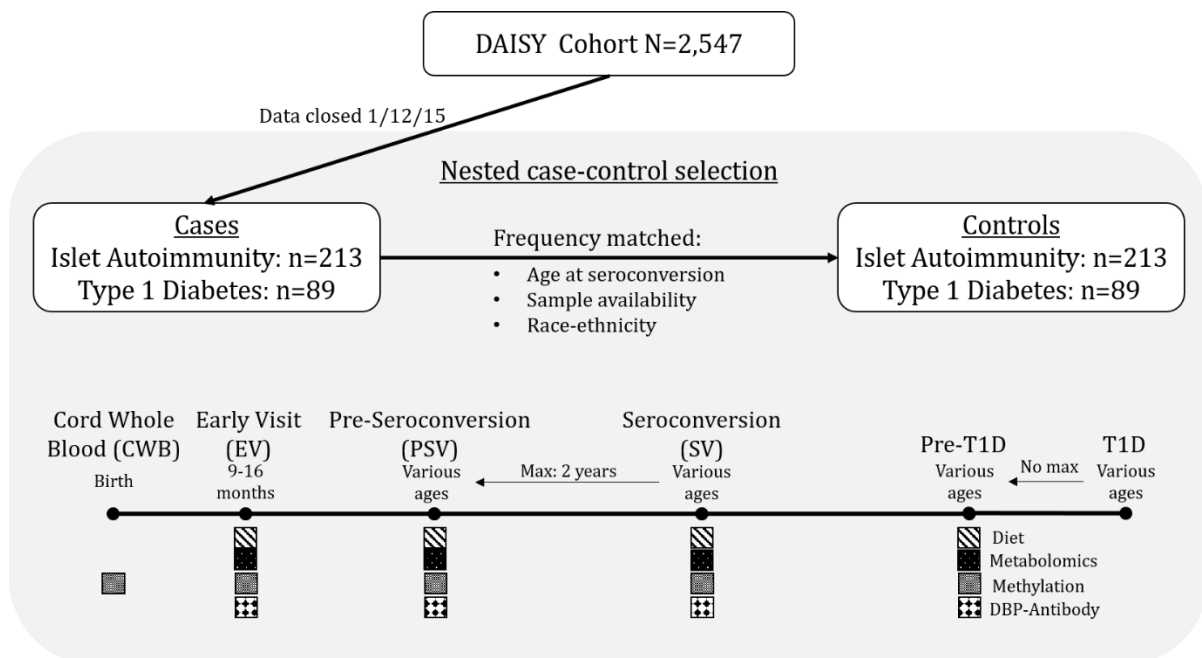 DAISY Cohort N=2,547
Data closed 1/12/15
Nested case-control selection
Cases
Islet Autoimmunity: n=213
Type 1 Diabetes: n=89
Frequency matched:
• Age at seroconversion
• Sample availability
• Race-ethnicity
Controls
Islet Autoimmunity: n=213
Type 1 Diabetes: n=89
Cord Whole
Blood (CWB)
Birth
Early Visit
(EV)
9-16
months
Pre-Seroconversion
(PSV)
Various
ages
Max: 2 years
Seroconversion
(SV)
Various
ages
Pre-T1D
Various
ages
No max
T1D
Various
ages
Diet
Metabolomics
Methylation
DBP-Antibody